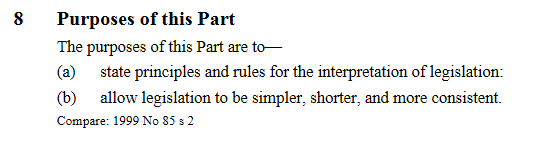 8 Purposes of this Part
The purposes of this Part are to—
(a) state principles and rules for the interpretation of legislation:
(b) allow legislation to be simpler, shorter, and more consistent.
Compare: 1999 No 85 s 2